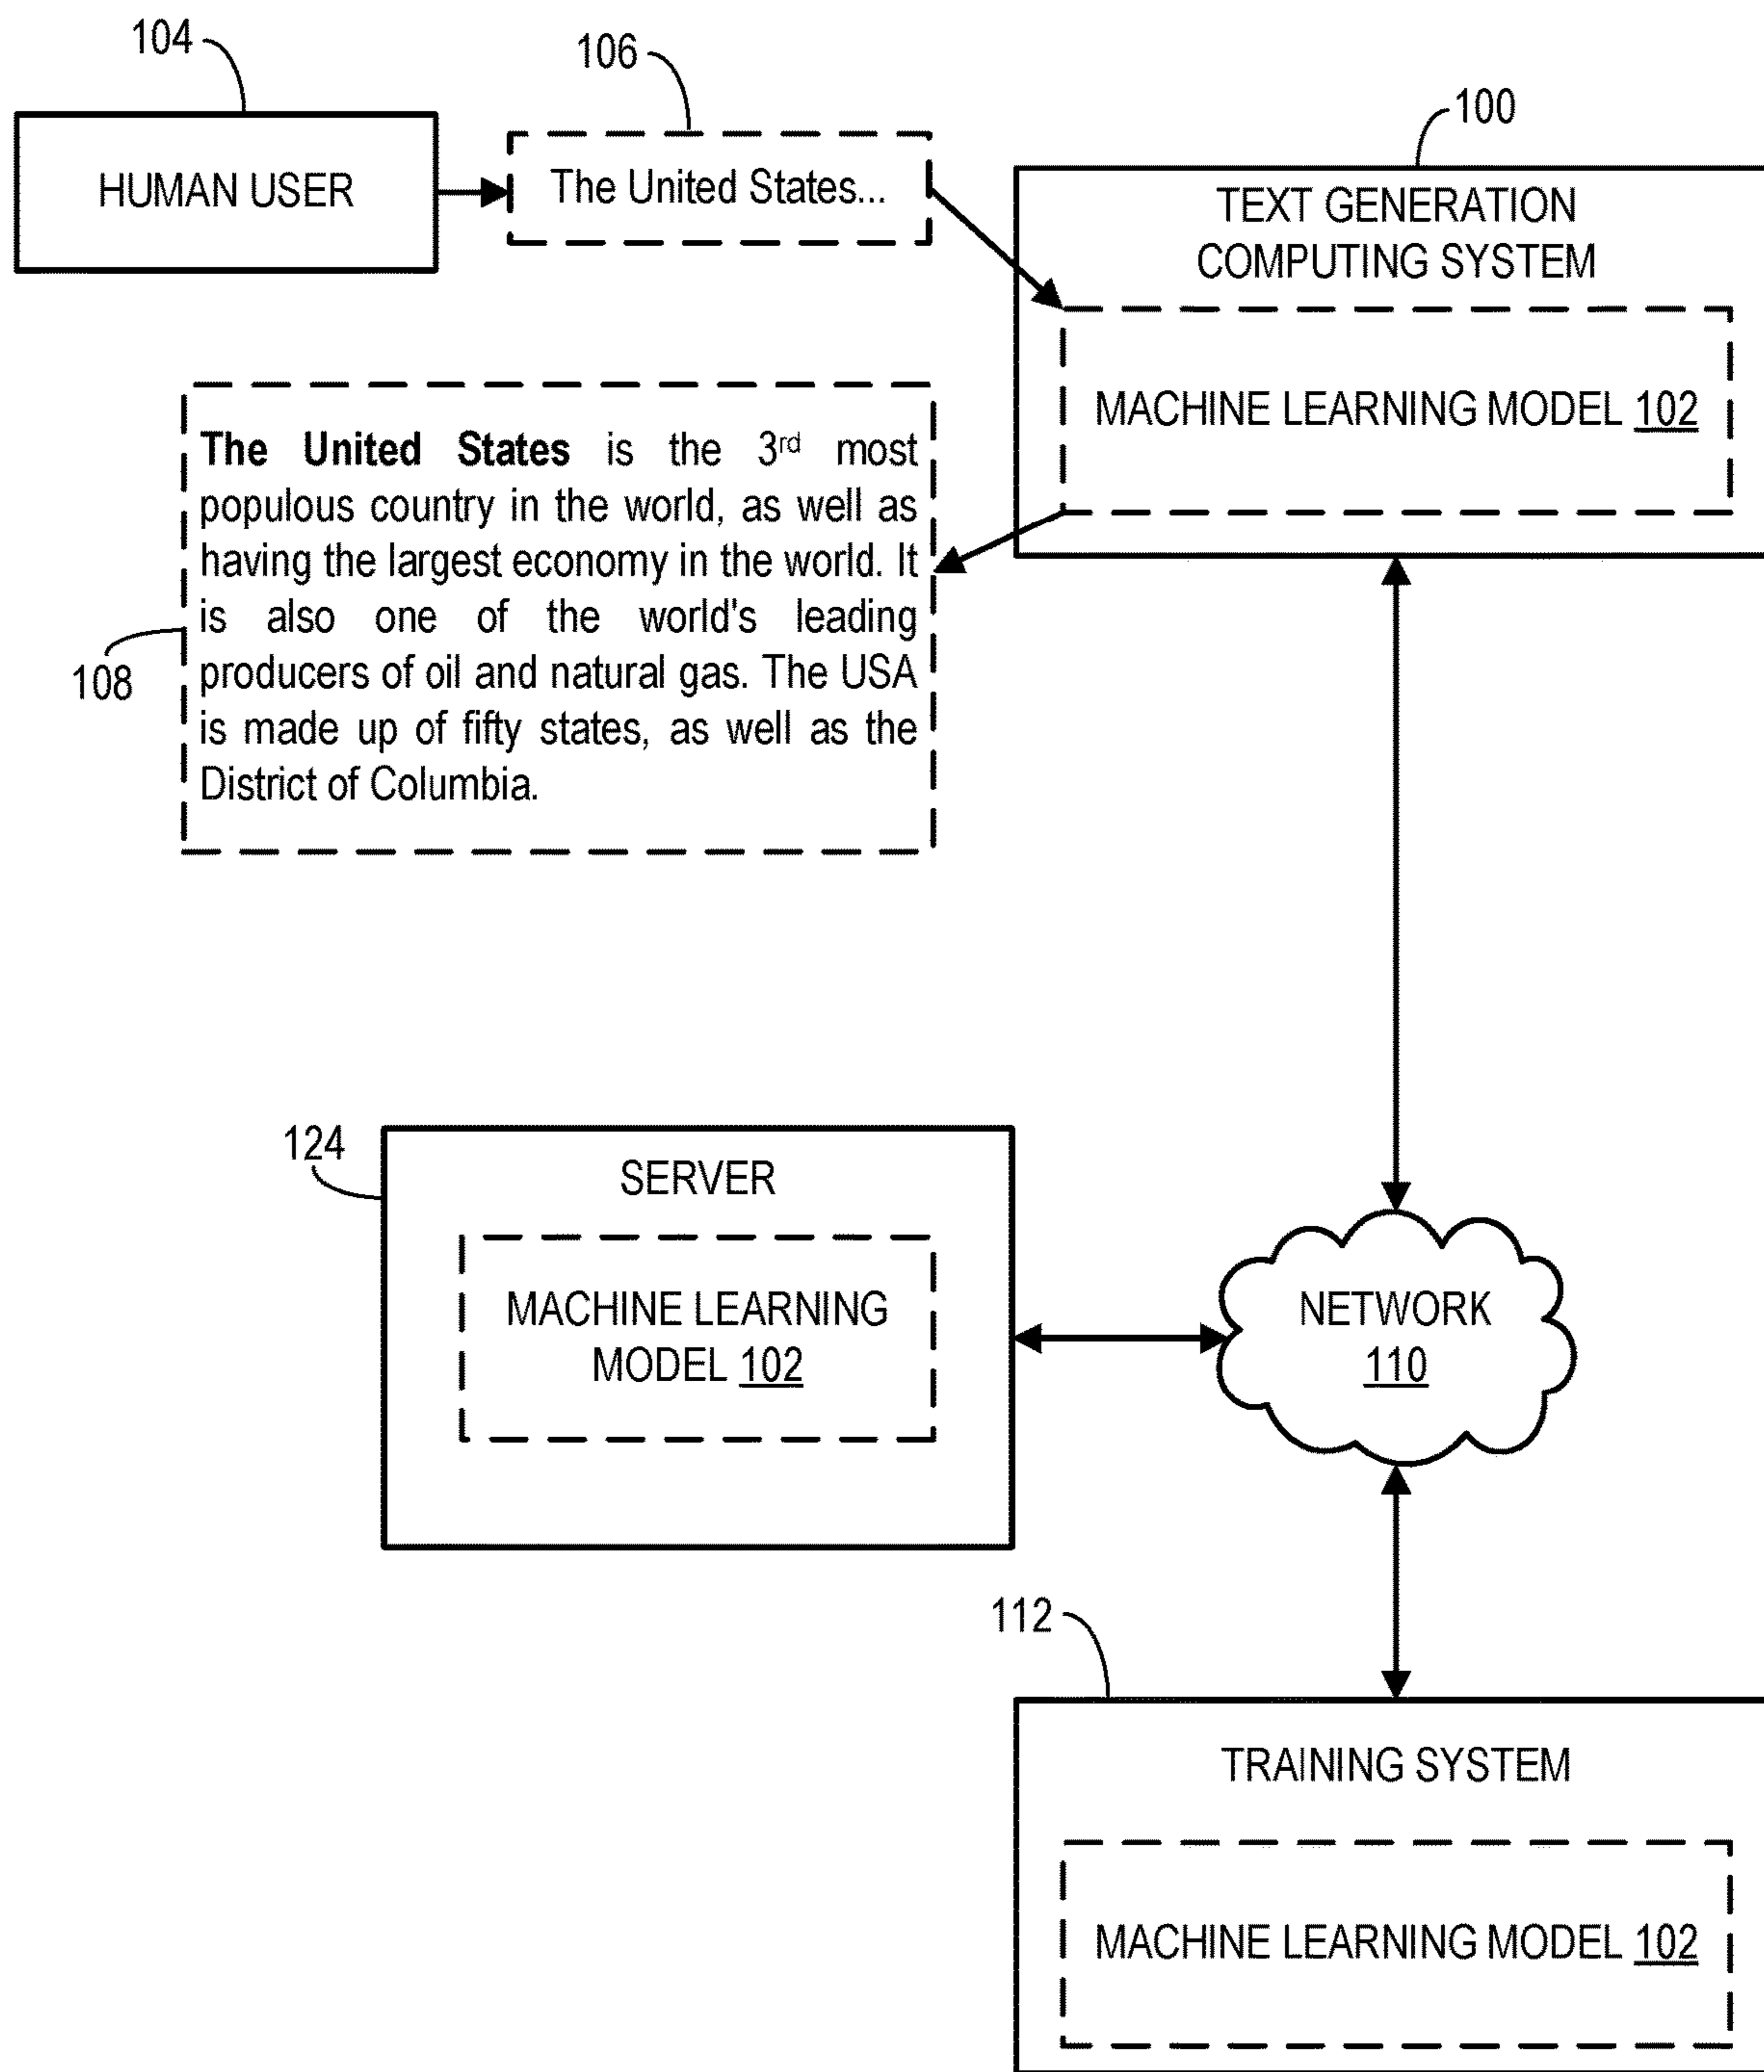 104
106
100
HUMAN USER
The United States...
TEXT GENERATION
COMPUTING SYSTEM
MACHINE LEARNING MODEL 102
The United States is the 3rd most
populous country in the world, as well as
having the largest economy in the world. It
is also one of the world's leading
producers of oil and natural gas. The USA
is made up of fifty states, as well as the
District of Columbia.
108
124
SERVER
MACHINE LEARNING
MODEL 102
NETWORK
110
112
TRAINING SYSTEM
MACHINE LEARNING MODEL 102